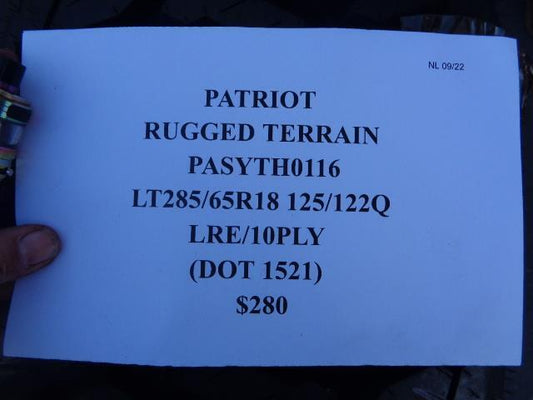 NL 09/22
PATRIOT
RUGGED TERRAIN
PASYTH0116
LT285/65R18 125/122Q
LRE/10PLY
(DOT 1521)
$280